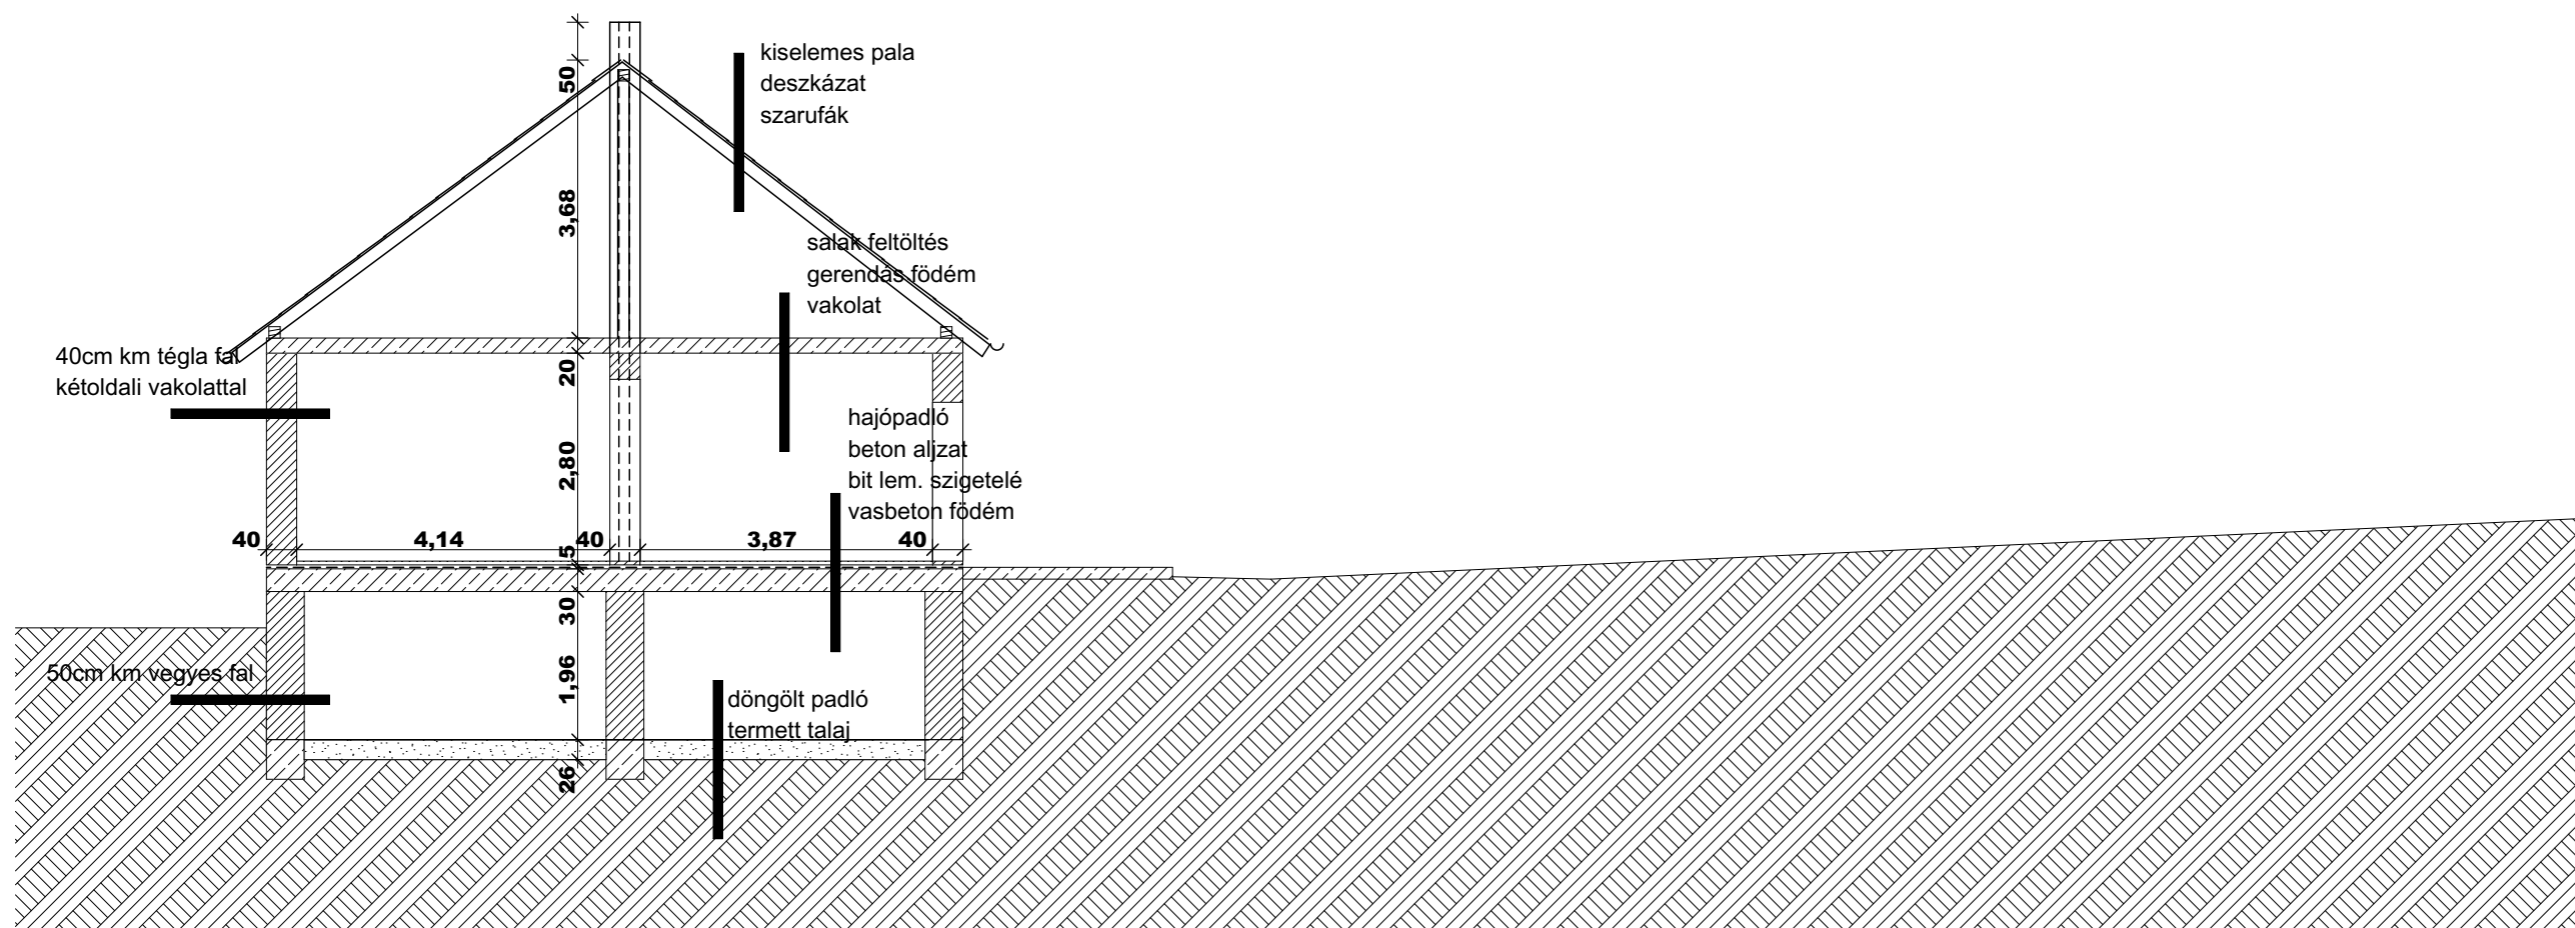 kiselemes pala
deszkázat
szarufák
50
3,68
salak feltöltés
gerendás födém
vakolat
40cm km tégla fal
kétoldali vakolattal
20
2,80
hajópadló
beton aljzat
bit lem. szigetelé
vasbeton födém
40 4,14 40 3,87 40
5
30
1,96
50cm km vegyes fal
döngölt padló
termett talaj
26